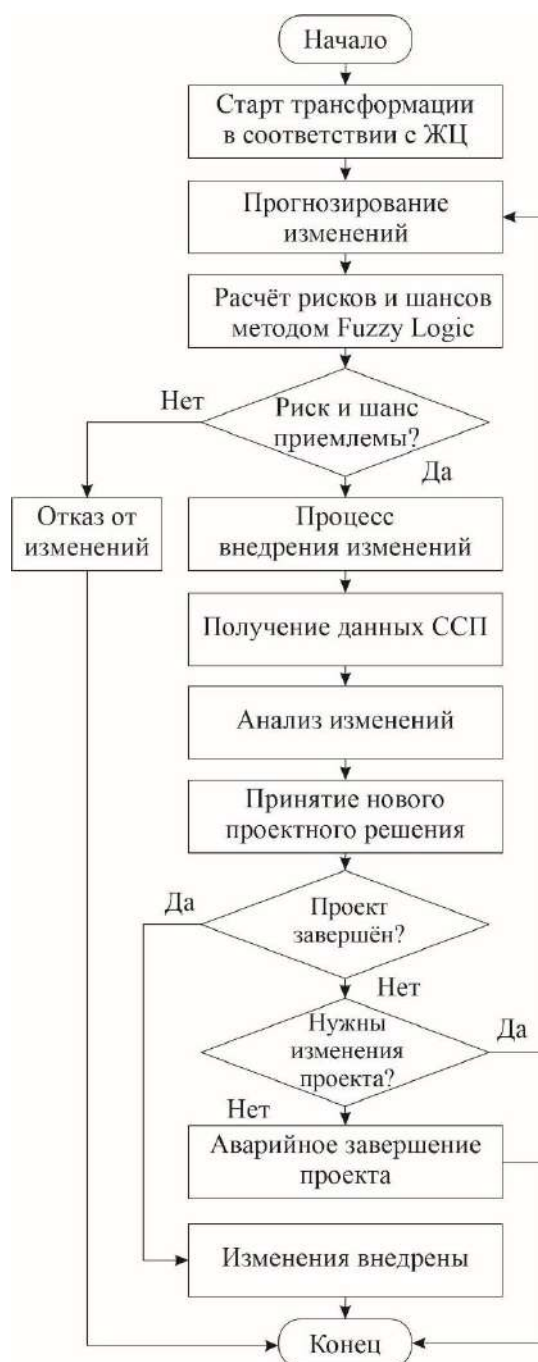 Начало
Старт трансформации
в соответствии с ЖЦ
Прогнозирование
изменений
Расчёт рисков и шансов
методом Fuzzy Logic
Нет
Риск и шанс
приемлемы?
Да
Отказ от
изменений
Процесс
внедрения изменений
Получение данных ССП
Анализ изменений
Принятие нового
проектного решения
Да
Проект
завершён?
Нет
Нужны
изменения
проекта?
Да
Нет
Аварийное завершение
проекта
Изменения внедрены
Конец